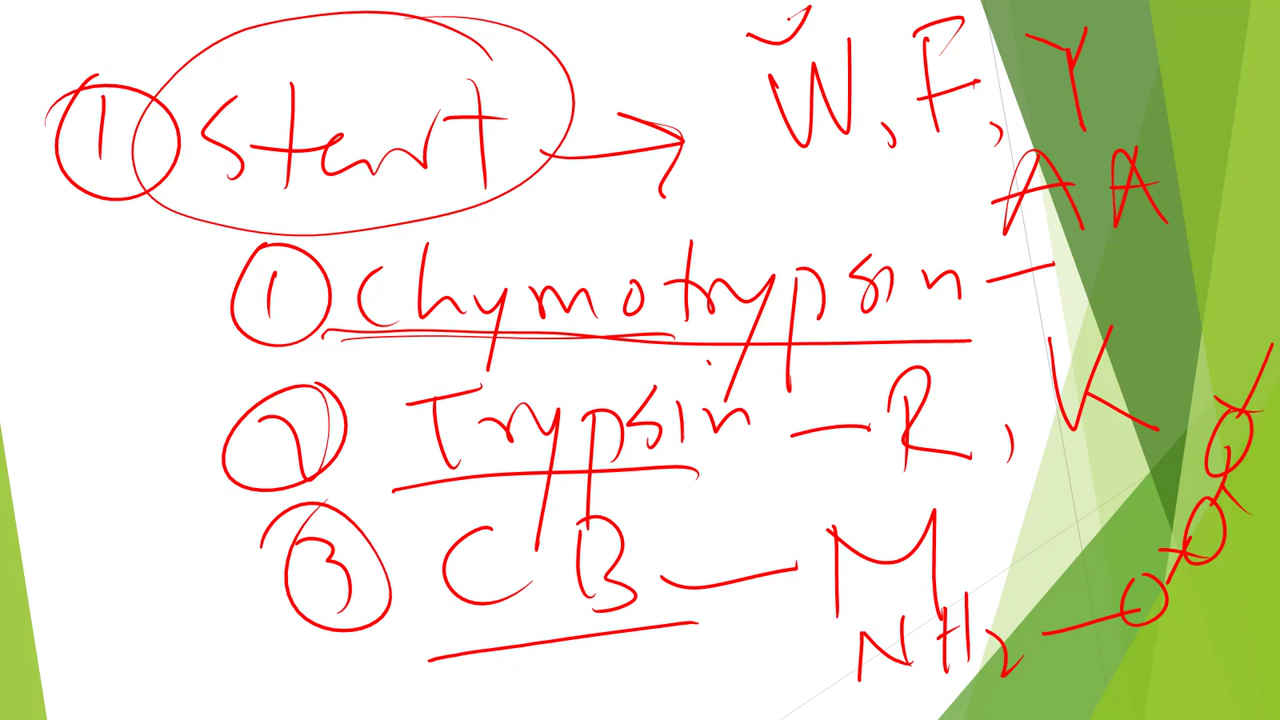 ① Start → W, F, Y
① Chymotrypsin - AA
② Trypsin - R, K
③ CB - M
NH2